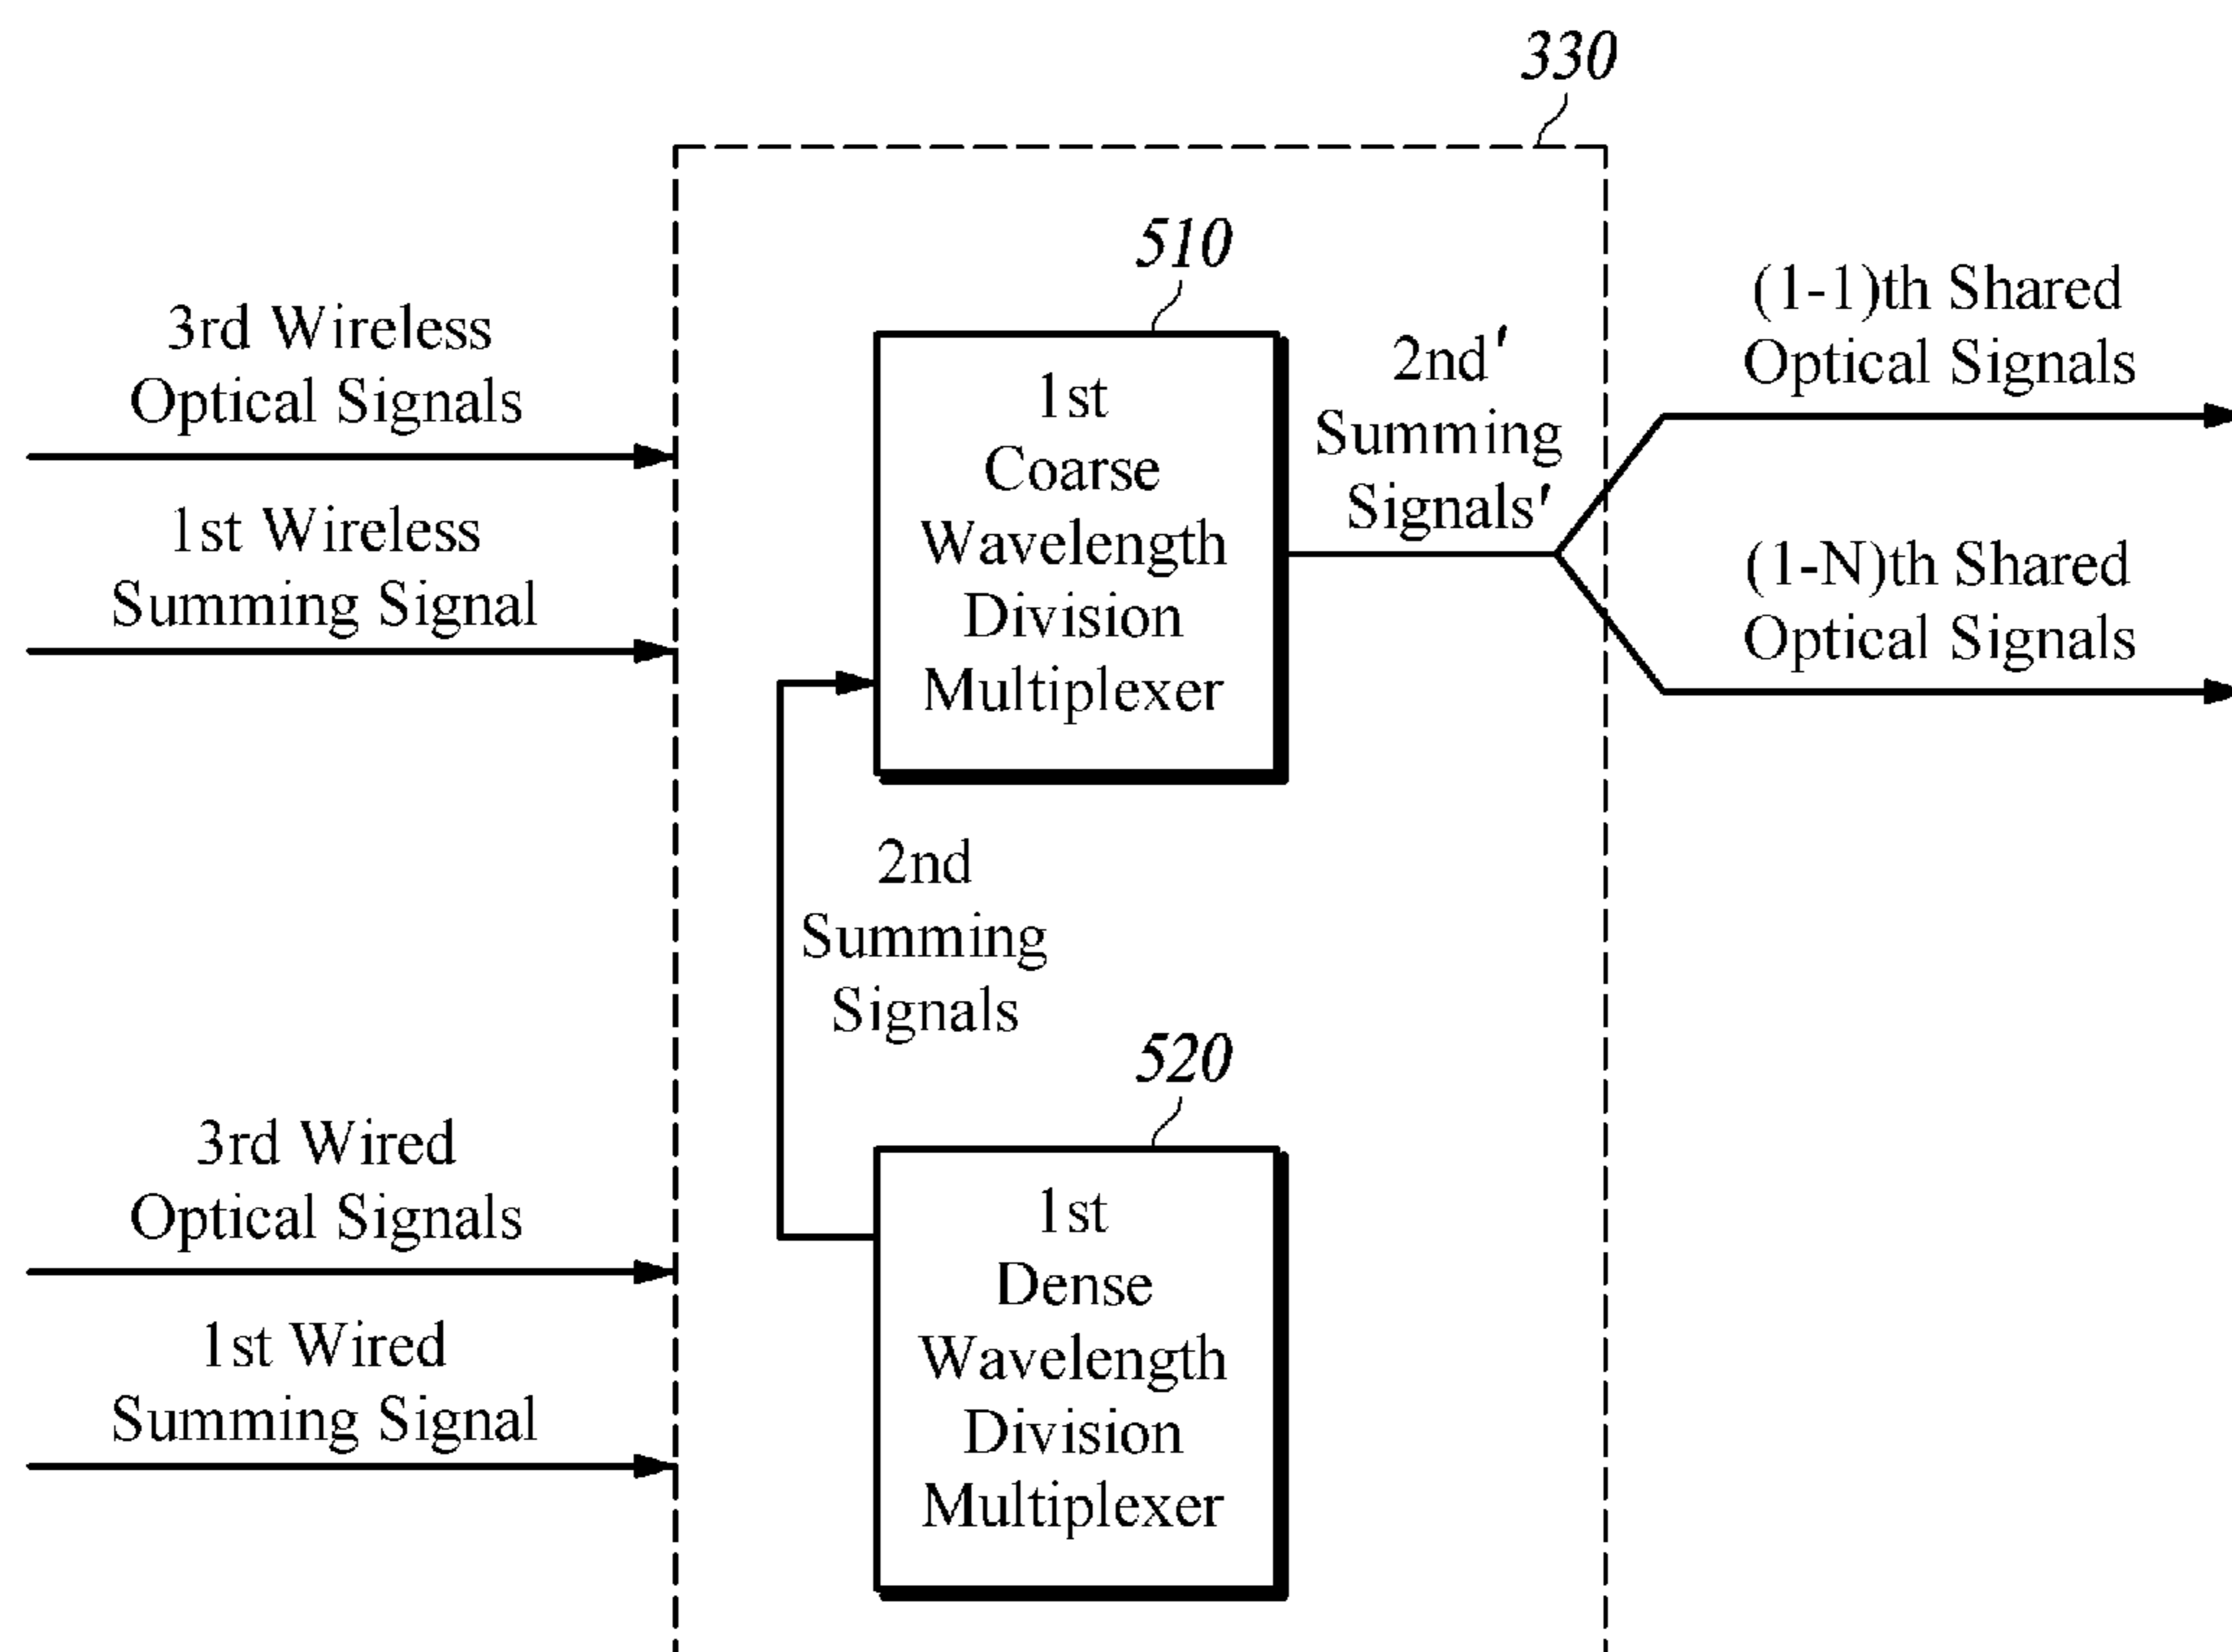 330
510
3rd Wireless
Optical Signals
1st Wireless
Summing Signal
1st
Coarse
Wavelength
Division
Multiplexer
2nd'
Summing
Signals'
(1-1)th Shared
Optical Signals
(1-N)th Shared
Optical Signals
2nd
Summing
Signals
520
3rd Wired
Optical Signals
1st Wired
Summing Signal
1st
Dense
Wavelength
Division
Multiplexer